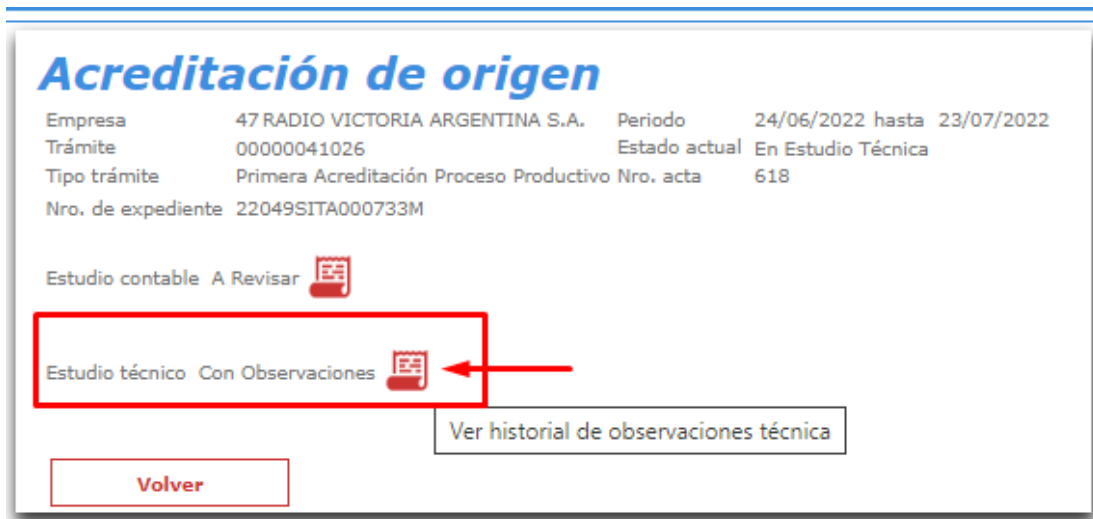 Acreditación de origen
Empresa 47 RADIO VICTORIA ARGENTINA S.A. Periodo 24/06/2022 hasta 23/07/2022
Trámite 00000041026 Estado actual En Estudio Técnica
Tipo trámite Primera Acreditación Proceso Productivo Nro. acta 618
Nro. de expediente 22049SITA000733M
Estudio contable A Revisar
Estudio técnico Con Observaciones
Ver historial de observaciones técnica
Volver